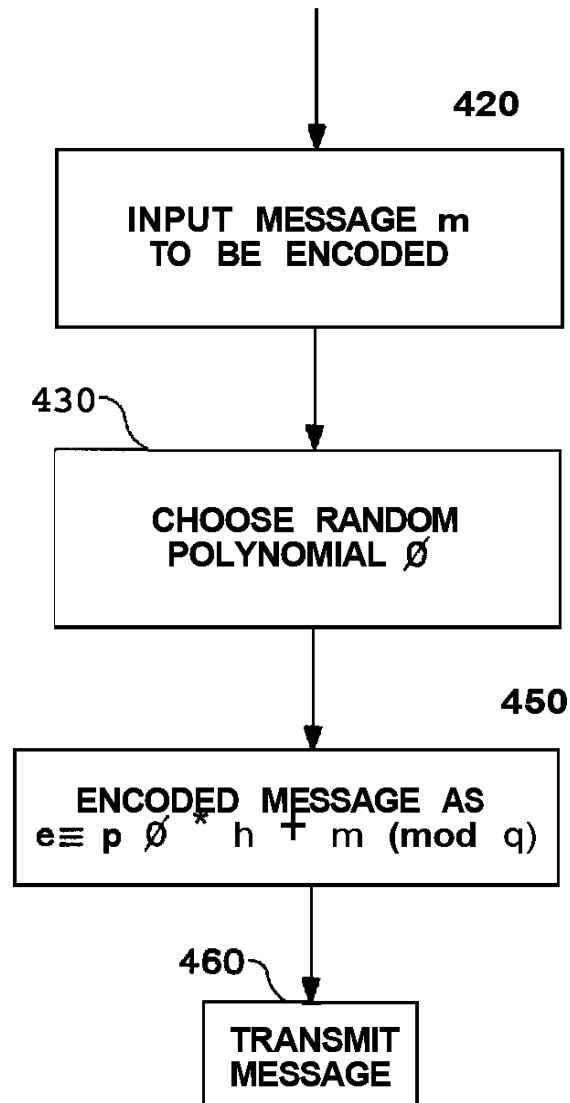 420
INPUT MESSAGE m
TO BE ENCODED
430
CHOOSE RANDOM
POLYNOMIAL Ø
450
ENCODED MESSAGE AS
e≡ p Ø * h + m (mod q)
460
TRANSMIT
MESSAGE